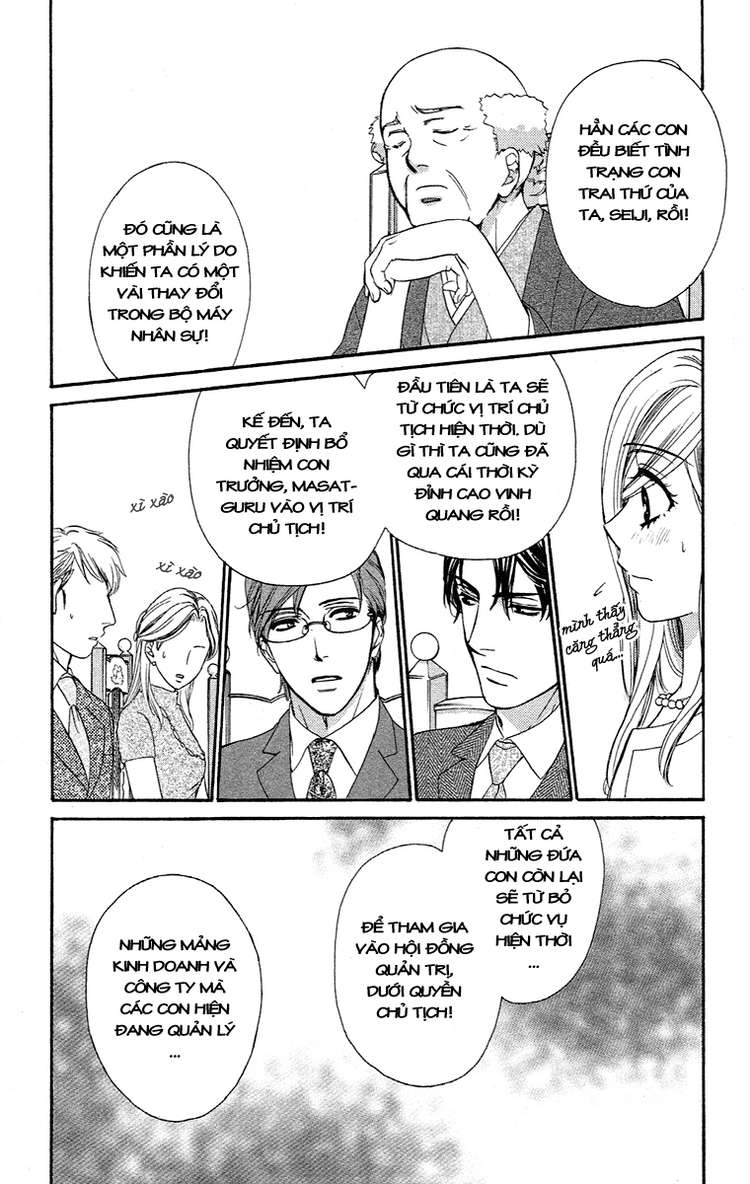 HẲN CÁC CON
ĐỀU BIẾT TÌNH
TRẠNG CON
TRAI THỨ CỦA
TA, SEIJI, RỒI!
ĐÓ CŨNG LÀ
MỘT PHẦN LÝ DO
KHIẾN TA CÓ MỘT
VÀI THAY ĐỔI
TRONG BỘ MÁY
NHÂN SỰ!
ĐẦU TIÊN LÀ TA SẼ
TỪ CHỨC VỊ TRÍ CHỦ
TỊCH HIỆN THỜI. DÙ
GÌ THÌ TA CŨNG ĐÃ
QUA CÁI THỜI KỲ
ĐỈNH CAO VINH
QUANG RỒI!
KẾ ĐẾN, TA
QUYẾT ĐỊNH BỔ
NHIỆM CON
TRƯỞNG, MASAT-
GURU VÀO VỊ TRÍ
CHỦ TỊCH!
mình thấy
căng thẳng
quá...
xì xào
xì xào
TẤT CẢ
NHỮNG ĐỨA
CON CÒN LẠI
SẼ TỪ BỎ
CHỨC VỤ
HIỆN THỜI
...
ĐỂ THAM GIA
VÀO HỘI ĐỒNG
QUẢN TRỊ,
DƯỚI QUYỀN
CHỦ TỊCH!
NHỮNG MẢNG
KINH DOANH VÀ
CÔNG TY MÀ
CÁC CON HIỆN
ĐANG QUẢN LÝ
...